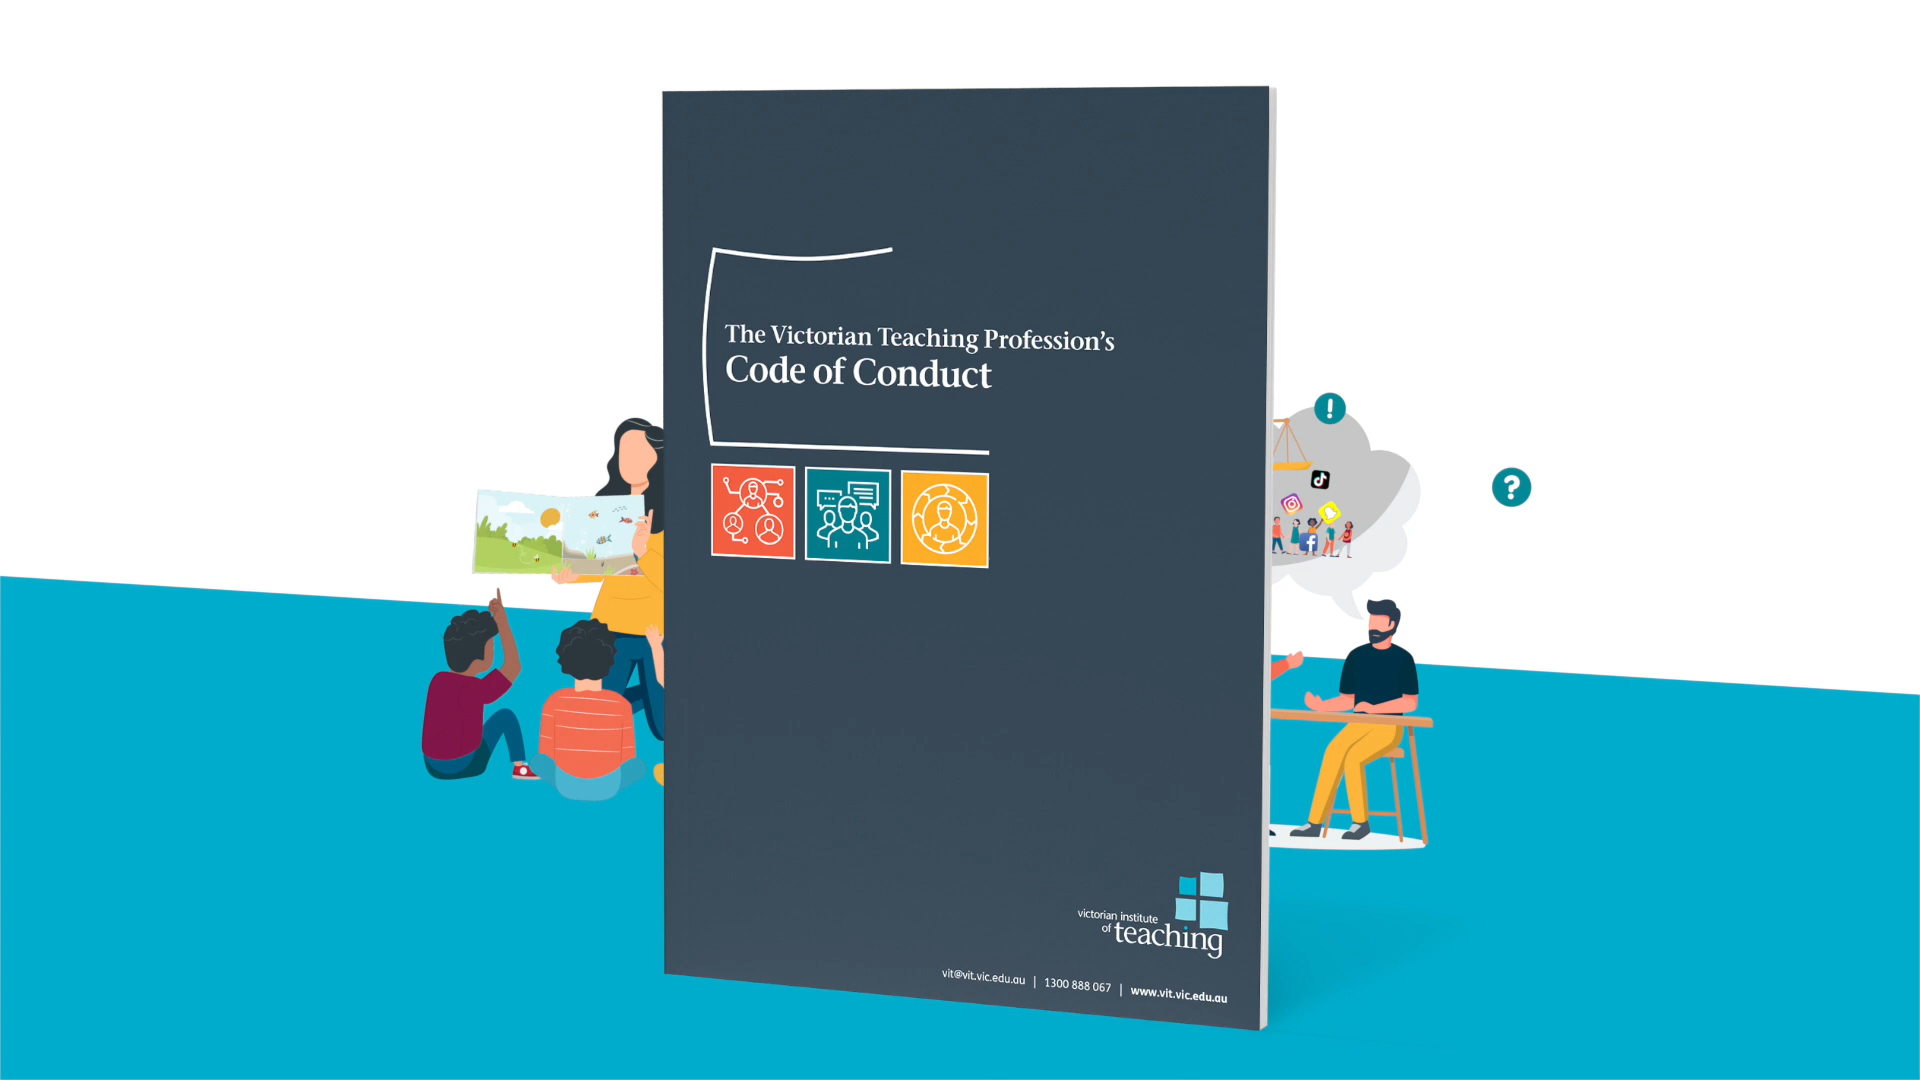 The Victorian Teaching Profession’s
Code of Conduct
victorian institute
of teaching
vit@vit.vic.edu.au | 1300 888 067 | www.vit.vic.edu.au
!
?